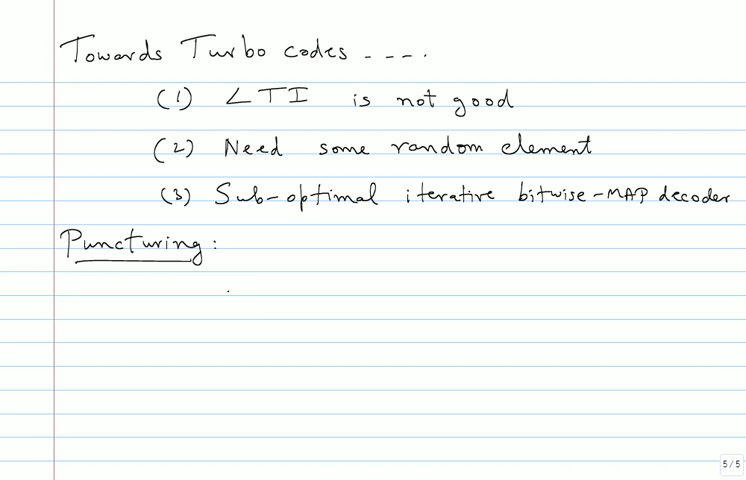 Towards Turbo codes ----.
(1) LTI is not good
(2) Need some random element
(3) Sub-optimal iterative bitwise-MAP decoder
Puncturing:
5/5